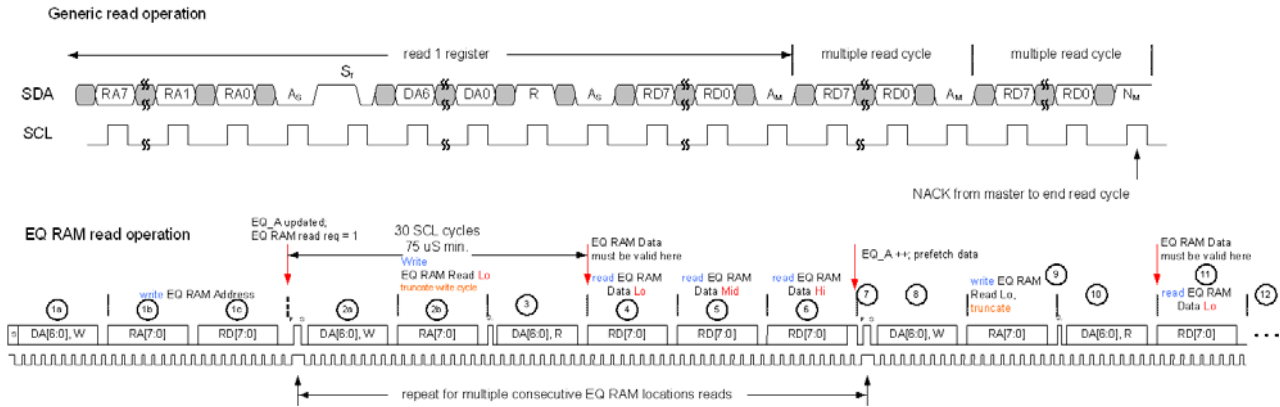 Generic read operation
read 1 register
multiple read cycle
multiple read cycle
SDA
RA7
RA1
RA0
As
Sr
DA6
DA0
R
As
RD7
RD0
AM
RD7
RD0
AM
RD7
RD0
NM
SCL
NACK from master to end read cycle
EQ RAM read operation
EQ_A updated,
EQ RAM read req = 1
30 SCL cycles
75 uS min.
Write
EQ RAM Read Lo
truncate write cycle
EQ RAM Data
must be valid here
EQ_A ++; prefetch data
EQ RAM Data
must be valid here
write EQ RAM Address
read EQ RAM
Data Lo
read EQ RAM
Data Mid
read EQ RAM
Data Hi
write EQ RAM
Read Lo,
truncate
read EQ RAM
Data Lo
1a
1b
1c
2a
2b
3
4
5
6
7
8
9
10
11
12
S
DA[6:0], W
RA[7:0]
RD[7:0]
P
S
DA[6:0], W
RA[7:0]
S
DA[6:0], R
RD[7:0]
RD[7:0]
RD[7:0]
P
S
DA[6:0], W
RA[7:0]
S
DA[6:0], R
RD[7:0]
repeat for multiple consecutive EQ RAM locations reads